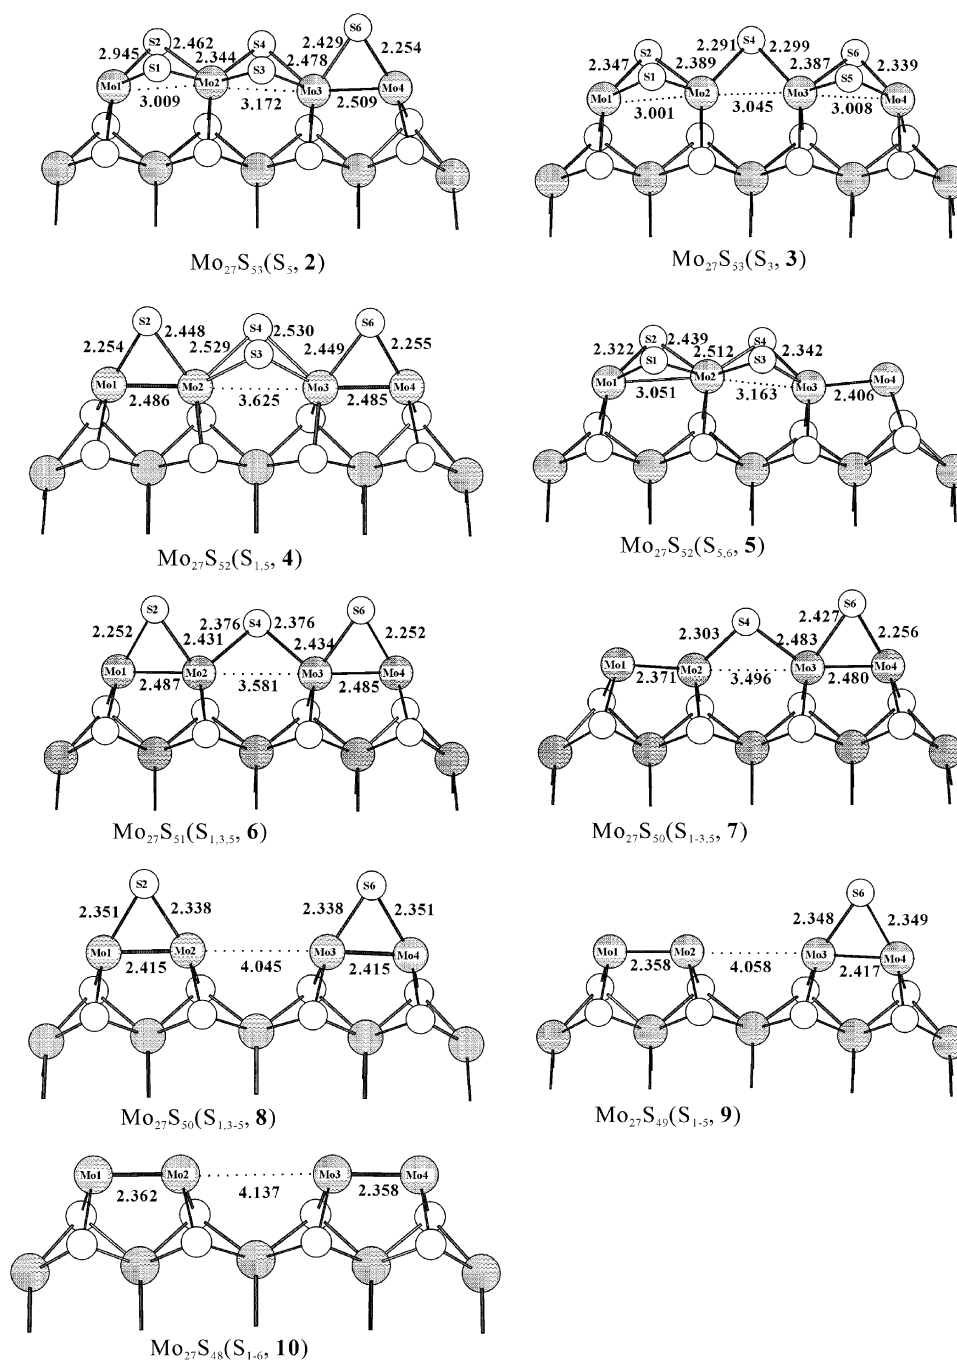 S2 S4 S6
2.945 2.462 2.344 2.478 2.429 2.254
S1 S3
Mo1 Mo2 Mo3 Mo4
3.009 3.172 2.509
Mo27S53(S5, 2)
S2 S4 S6
2.347 2.389 2.291 2.299 2.387 2.339
S1 S5
Mo1 Mo2 Mo3 Mo4
3.001 3.045 3.008
Mo27S53(S3, 3)
S2 S4 S6
2.254 2.448 2.529 2.530 2.449 2.255
S3
Mo1 Mo2 Mo3 Mo4
2.486 3.625 2.485
Mo27S52(S1,5, 4)
S2 S4
2.322 2.439 2.512 2.342
S1 S3
Mo1 Mo2 Mo3 Mo4
3.051 3.163 2.406
Mo27S52(S5,6, 5)
S2 S4 S6
2.252 2.431 2.376 2.376 2.434 2.252
Mo1 Mo2 Mo3 Mo4
2.487 3.581 2.485
Mo27S51(S1,3,5, 6)
S4 S6
2.303 2.483 2.427 2.256
Mo1 Mo2 Mo3 Mo4
2.371 3.496 2.480
Mo27S50(S1-3,5, 7)
S2 S6
2.351 2.338 2.338 2.351
Mo1 Mo2 Mo3 Mo4
2.415 4.045 2.415
Mo27S50(S1,3-5, 8)
S6
2.348 2.349
Mo1 Mo2 Mo3 Mo4
2.358 4.058 2.417
Mo27S49(S1-5, 9)
Mo1 Mo2 Mo3 Mo4
2.362 4.137 2.358
Mo27S48(S1-6, 10)